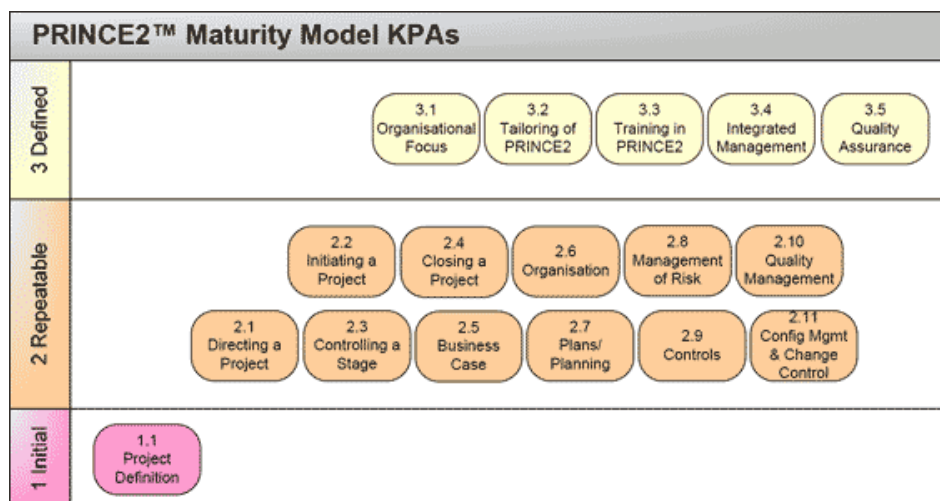 PRINCE2™ Maturity Model KPAs
3 Defined
3.1
Organisational
Focus
3.2
Tailoring of
PRINCE2
3.3
Training in
PRINCE2
3.4
Integrated
Management
3.5
Quality
Assurance
2 Repeatable
2.2
Initiating a
Project
2.4
Closing a
Project
2.6
Organisation
2.8
Management
of Risk
2.10
Quality
Management
2.1
Directing a
Project
2.3
Controlling a
Stage
2.5
Business
Case
2.7
Plans/
Planning
2.9
Controls
2.11
Config Mgmt
& Change
Control
1 Initial
1.1
Project
Definition